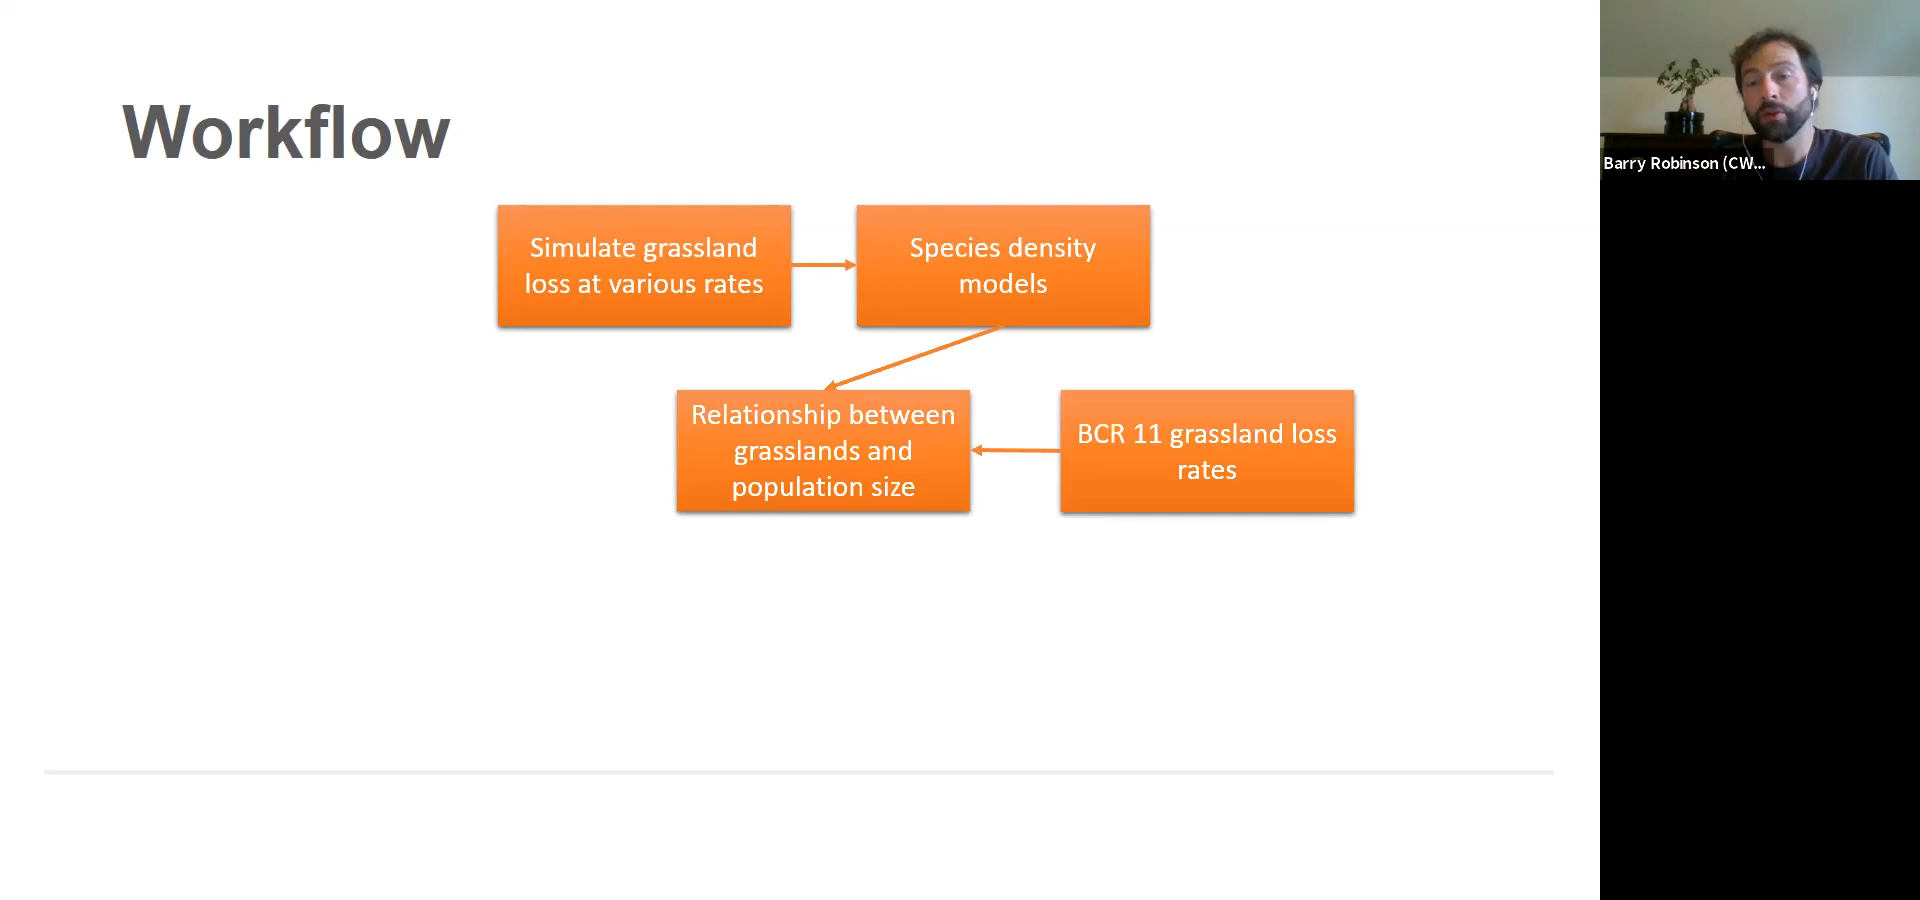 Workflow
Simulate grassland
loss at various rates
Species density
models
Relationship between
grasslands and
population size
BCR 11 grassland loss
rates
Barry Robinson (CW...